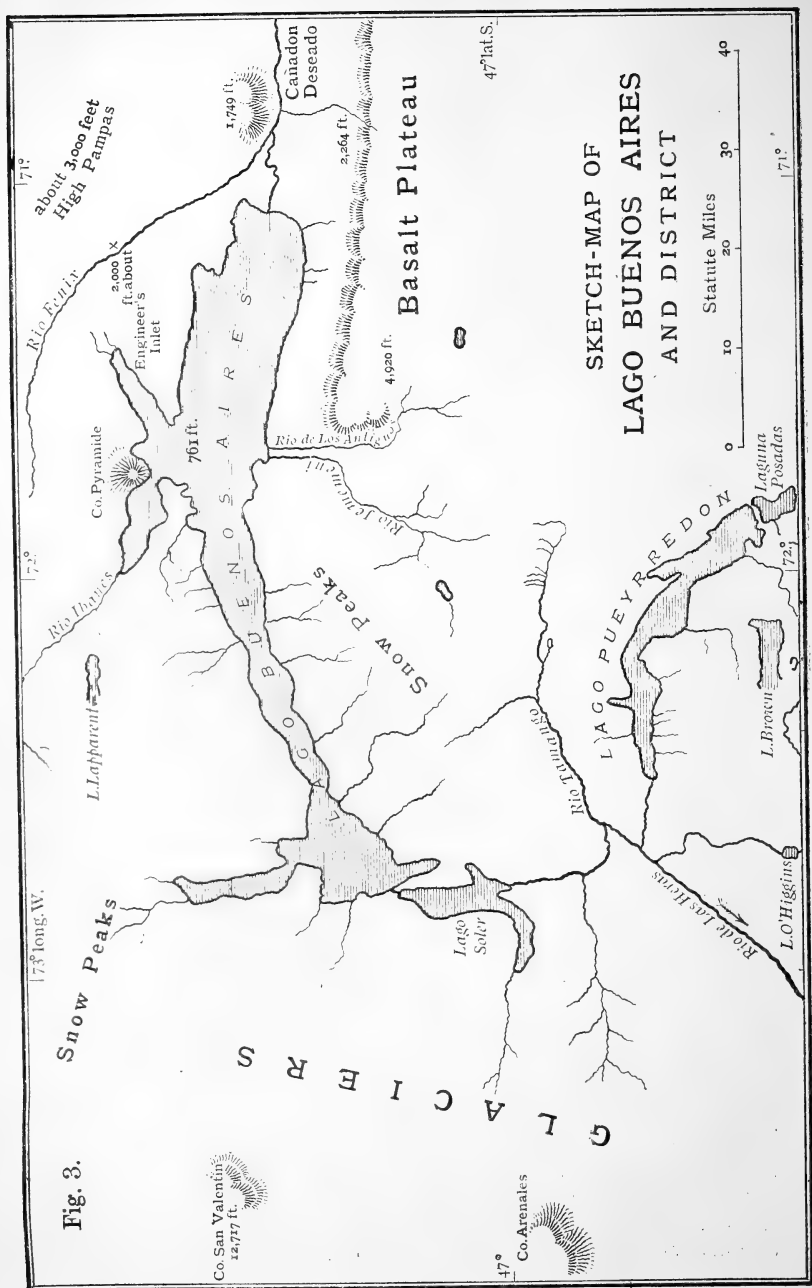 Fig. 3.
Snow Peaks
73° long.W.
72°
71°
about 3,000 feet
High Pampas
Rio Fenix
2,000 ×
ft. about
Engineer's
Inlet
Co. Pyramide
Rio Ibanes
L. Lapparent
1,749 ft.
Cañadon
Deseado
2,264 ft.
Basalt Plateau
4,920 ft.
761 ft.
LAGO BUENOS AIRES
Rio de Los Antiguos
Rio Jememeni
Snow Peaks
Co. San Valentin
12,717 ft.
GLACIERS
Lago
Soler
47°
Co. Arenales
47° lat. S.
Rio Tamango
Rio de Las Heras
LAGO PUEYRREDON
L. O'Higgins
L. Brown
Laguna
Posadas
72°
71°
SKETCH-MAP OF
LAGO BUENOS AIRES
AND DISTRICT
Statute Miles
0 10 20 30 40